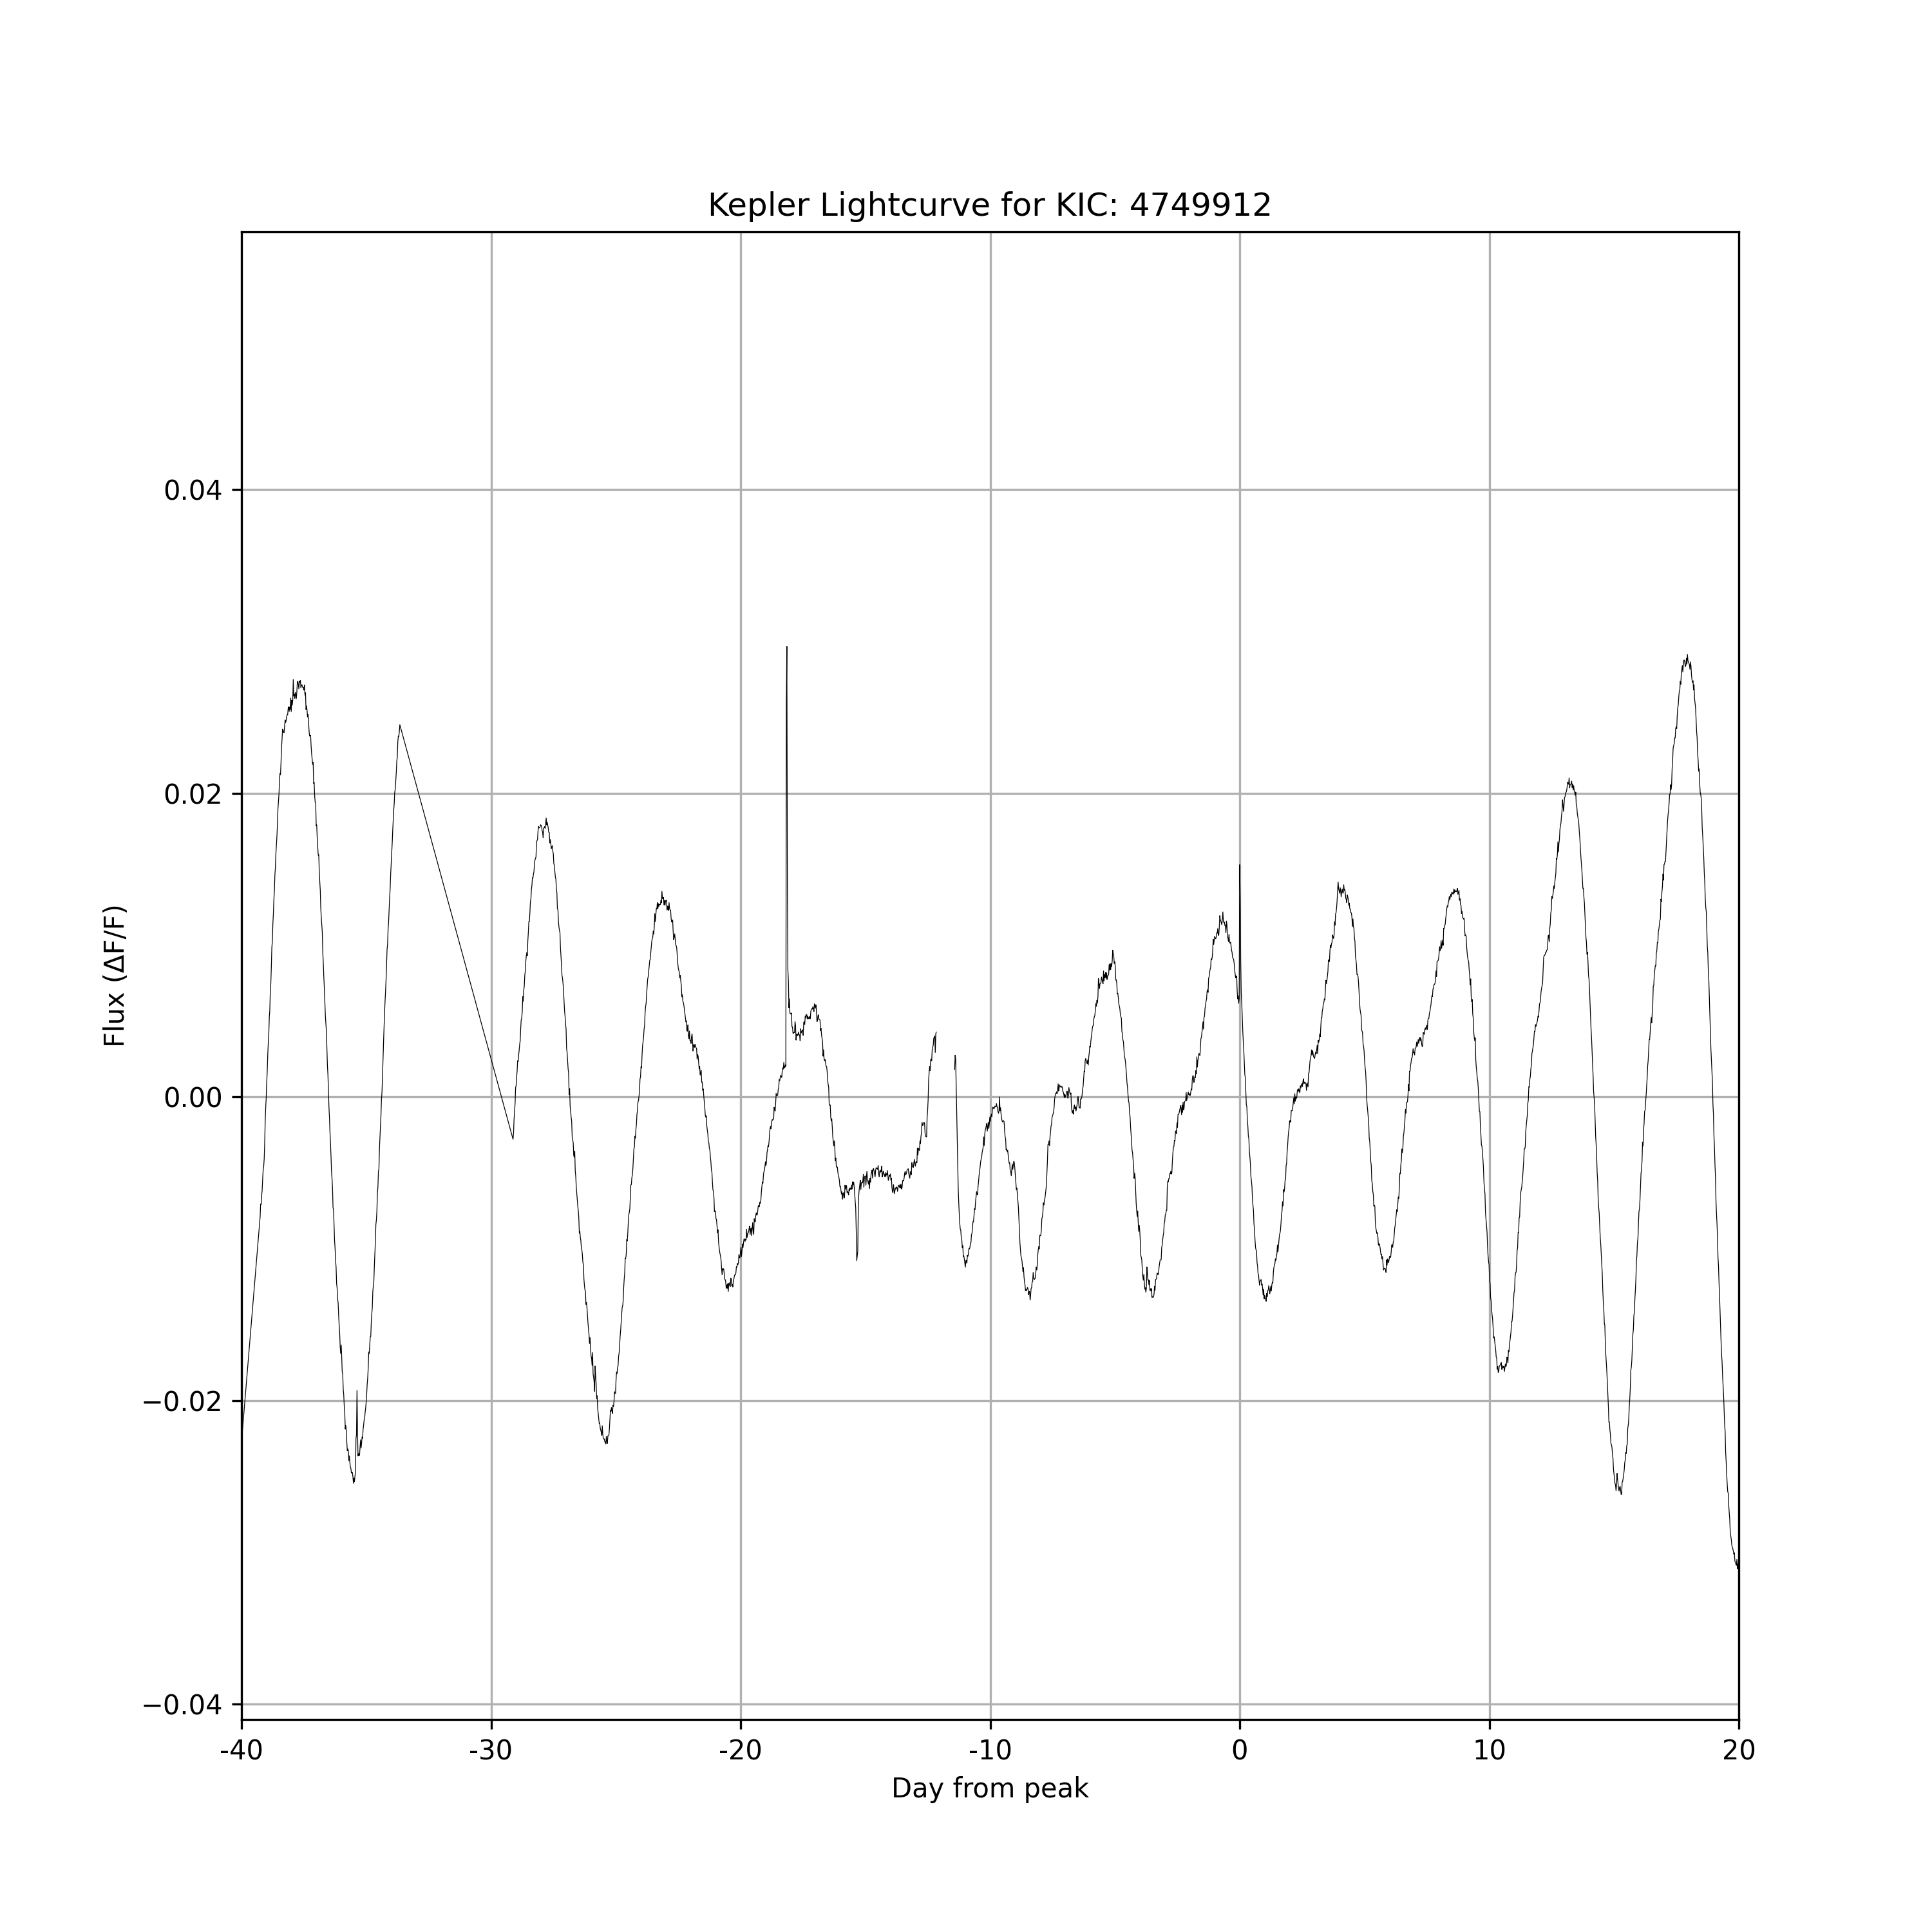 Kepler Lightcurve for KIC: 4749912
0.04
0.02
0.00
−0.02
−0.04
Flux (ΔF/F)
-40 -30 -20 -10 0 10 20
Day from peak